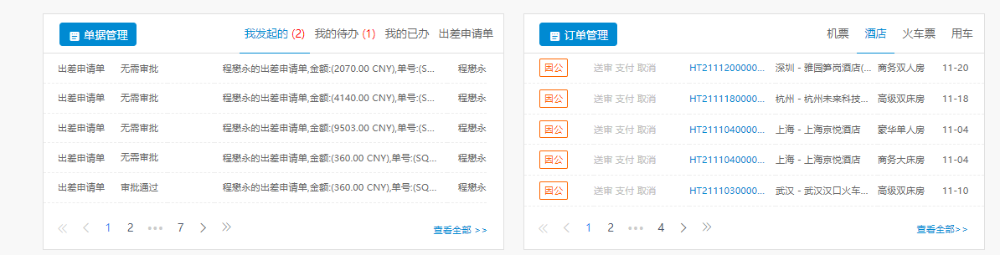 单据管理 我发起的 (2) 我的待办 (1) 我的已办 出差申请单
出差申请单 无需审批 程懋永的出差申请单,金额:(2070.00 CNY),单号:(S... 程懋永
出差申请单 无需审批 程懋永的出差申请单,金额:(4140.00 CNY),单号:(S... 程懋永
出差申请单 无需审批 程懋永的出差申请单,金额:(9503.00 CNY),单号:(S... 程懋永
出差申请单 无需审批 程懋永的出差申请单,金额:(360.00 CNY),单号:(SQ... 程懋永
出差申请单 审批通过 程懋永的出差申请单,金额:(360.00 CNY),单号:(SQ... 程懋永
1 2 ••• 7 查看全部 >>
订单管理 机票 酒店 火车票 用车
因公 送审 支付 取消 HT2111200000... 深圳 - 雅园笋岗酒店(... 商务双人房 11-20
因公 送审 支付 取消 HT2111180000... 杭州 - 杭州未来科技... 高级双床房 11-18
因公 送审 支付 取消 HT2111040000... 上海 - 上海京悦酒店 豪华单人房 11-04
因公 送审 支付 取消 HT2111040000... 上海 - 上海京悦酒店 商务大床房 11-04
因公 送审 支付 取消 HT2111030000... 武汉 - 武汉汉口火车... 高级双床房 11-10
1 2 ••• 4 查看全部>>